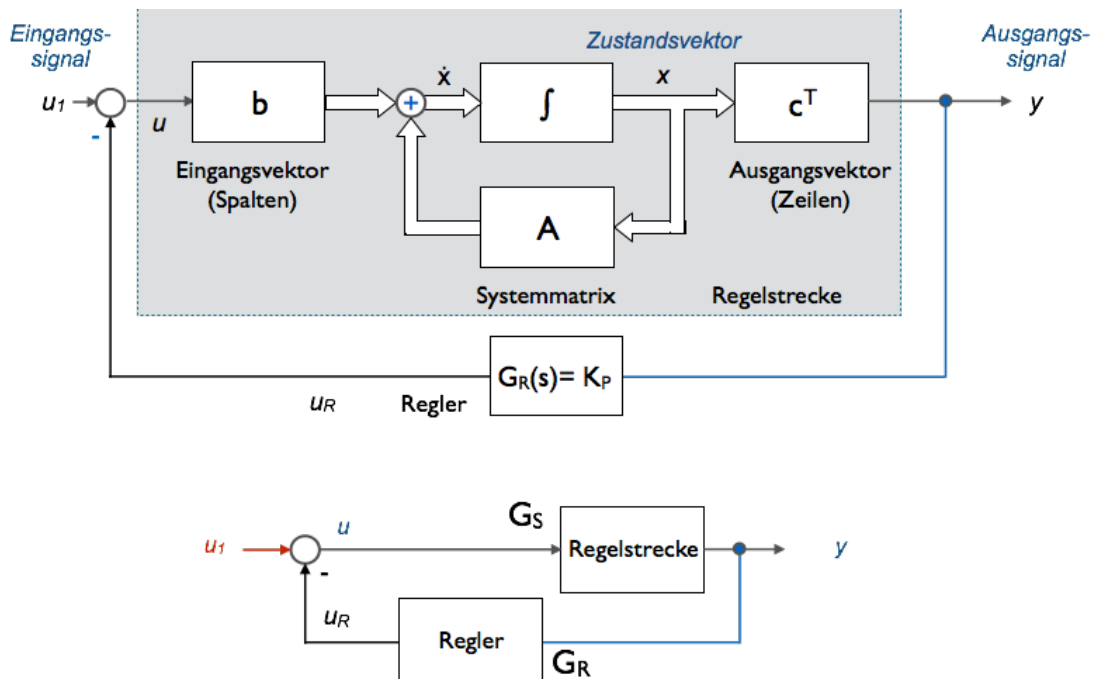 Eingangs-
signal
Zustandsvektor
Ausgangs-
signal
u1
-
u
b
+
ẋ
∫
x
cT
y
Eingangsvektor
(Spalten)
Ausgangsvektor
(Zeilen)
A
Systemmatrix
Regelstrecke
GR(s)= KP
uR
Regler
u1
u
GS
Regelstrecke
y
-
uR
Regler
GR